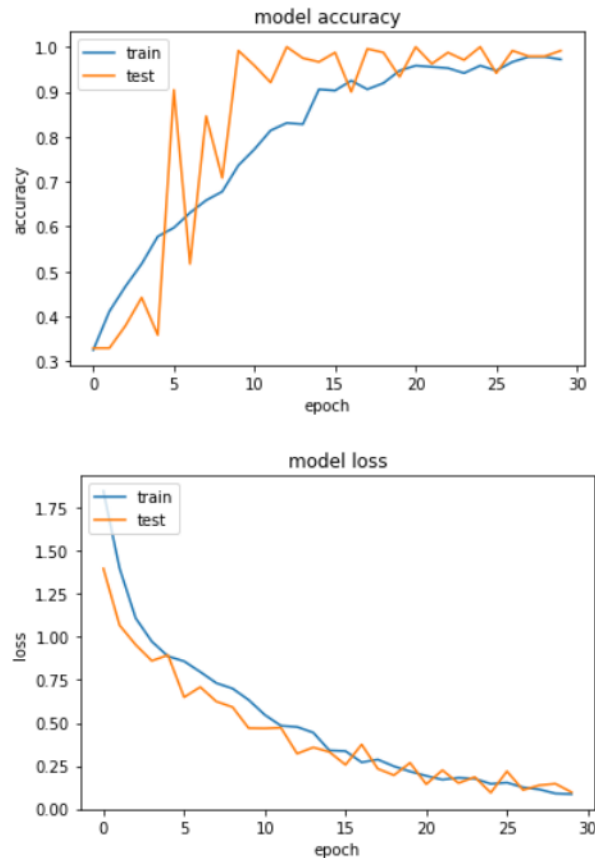 model accuracy
1.0
0.9
0.8
0.7
0.6
0.5
0.4
0.3
accuracy
train
test
0 5 10 15 20 25 30
epoch
model loss
1.75
1.50
1.25
1.00
0.75
0.50
0.25
0.00
loss
train
test
0 5 10 15 20 25 30
epoch